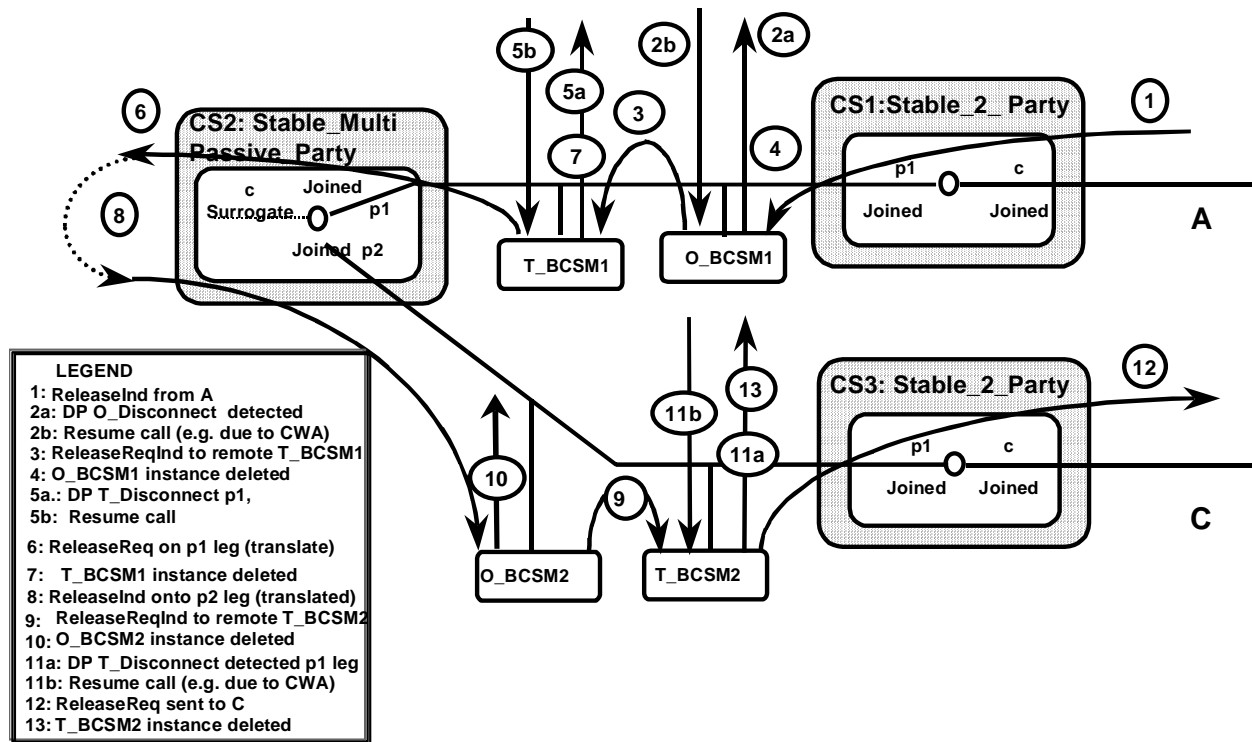 5b
2b
2a
6
5a
3
CS1:Stable_2_ Party
1
CS2: Stable_Multi
Passive_Party
7
4
c
Joined
p1
c
8
Surrogate
p1
Joined
Joined
A
Joined p2
T_BCSM1
O_BCSM1
LEGEND
1: ReleaseInd from A
2a: DP O_Disconnect detected
2b: Resume call (e.g. due to CWA)
3: ReleaseReqInd to remote T_BCSM1
4: O_BCSM1 instance deleted
5a.: DP T_Disconnect p1,
5b: Resume call
6: ReleaseReq on p1 leg (translate)
7: T_BCSM1 instance deleted
8: ReleaseInd onto p2 leg (translated)
9: ReleaseReqInd to remote T_BCSM2
10: O_BCSM2 instance deleted
11a: DP T_Disconnect detected p1 leg
11b: Resume call (e.g. due to CWA)
12: ReleaseReq sent to C
13: T_BCSM2 instance deleted
13
CS3: Stable_2_Party
12
11b
11a
p1
c
10
9
Joined
Joined
C
O_BCSM2
T_BCSM2